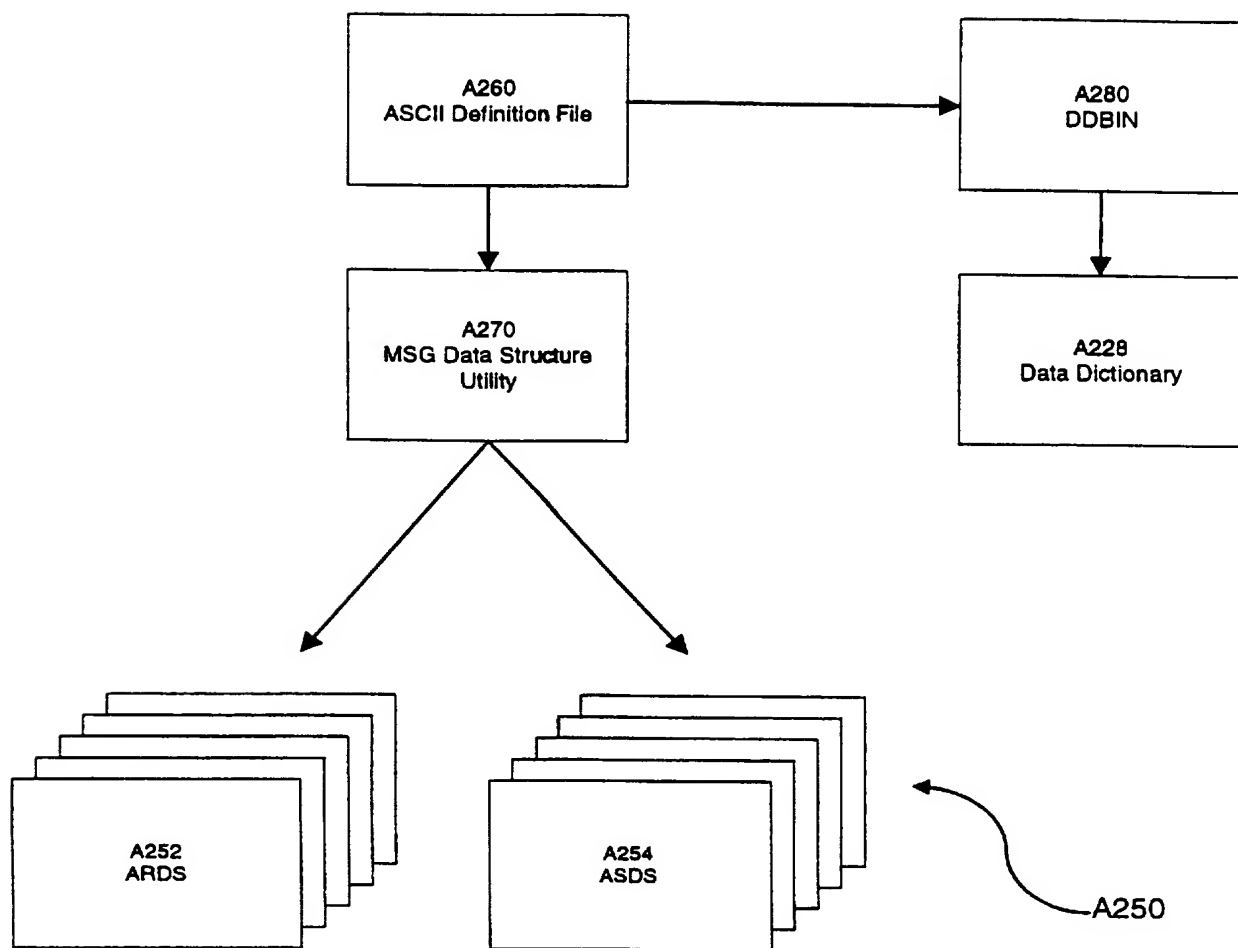 A260
ASCII Definition File
A280
DDBIN
A270
MSG Data Structure
Utility
A228
Data Dictionary
A252
ARDS
A254
ASDS
A250